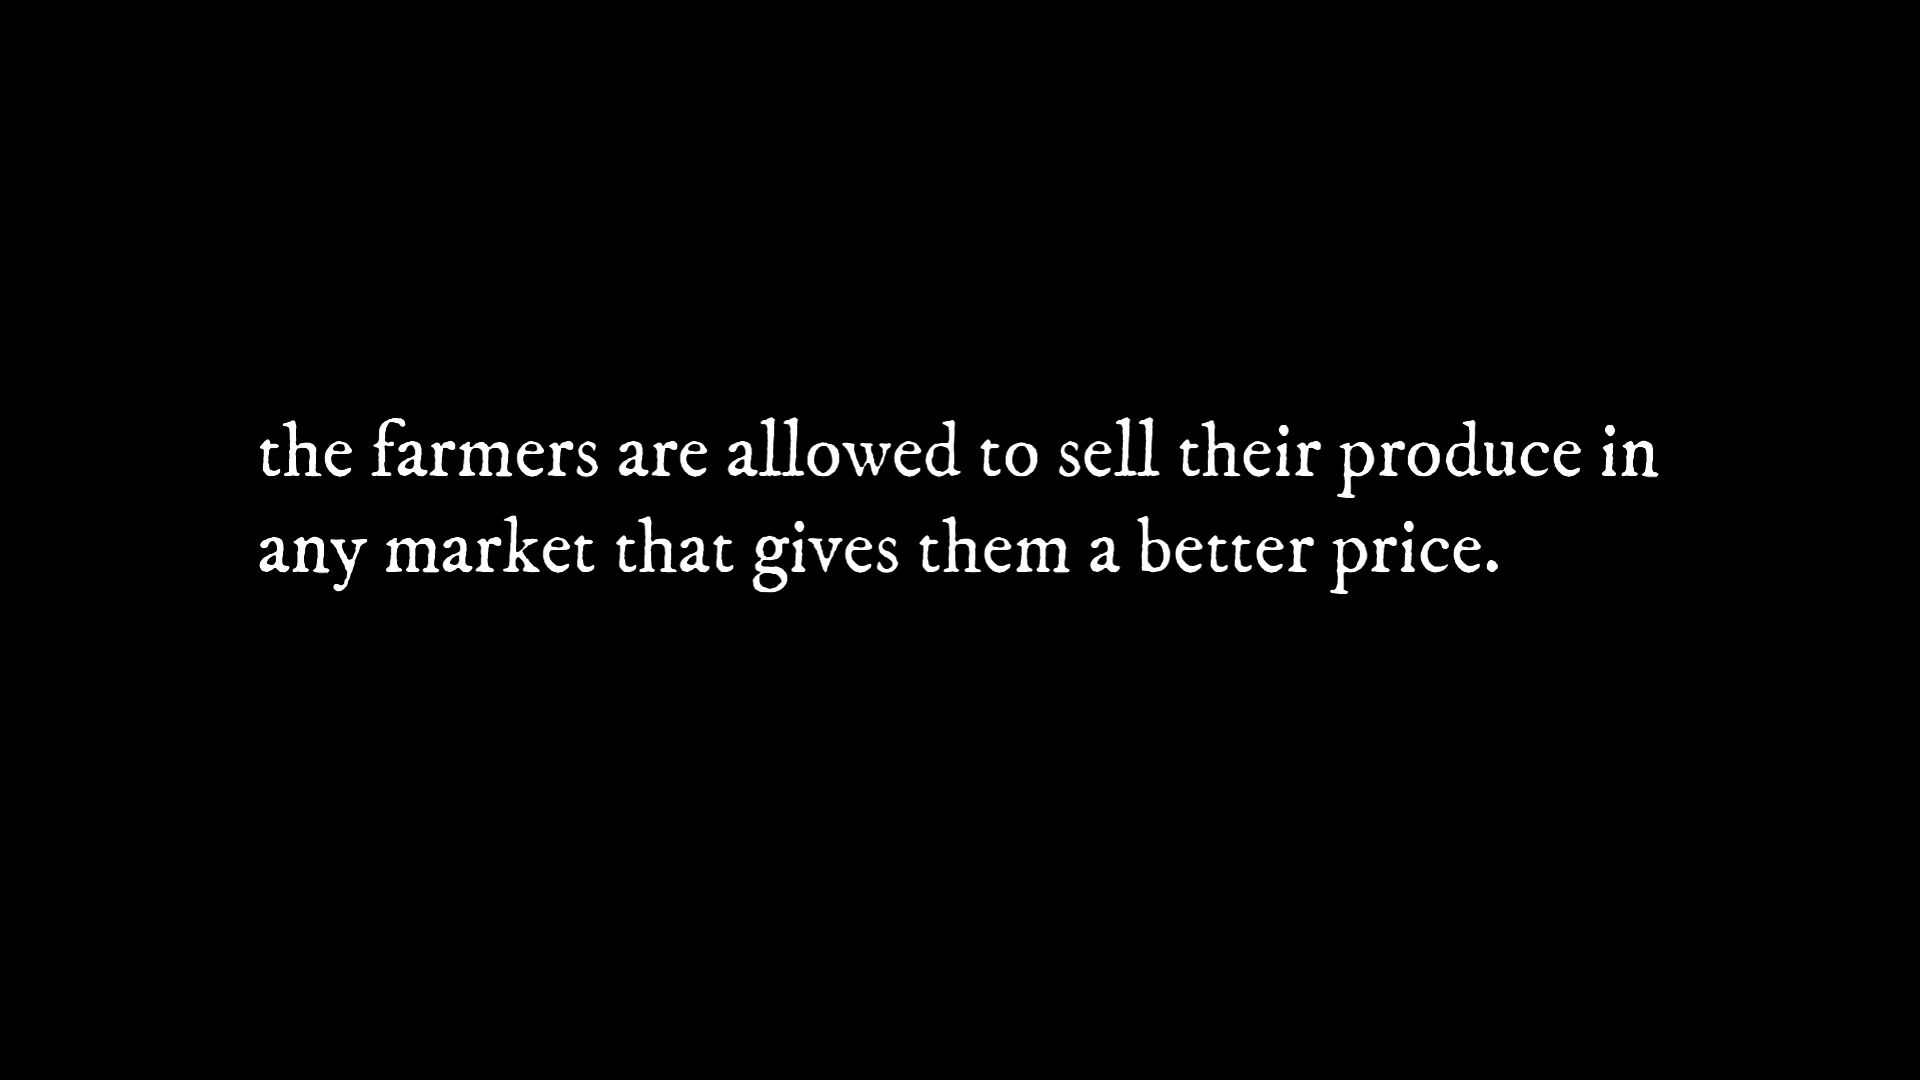 the farmers are allowed to sell their produce in
any market that gives them a better price.